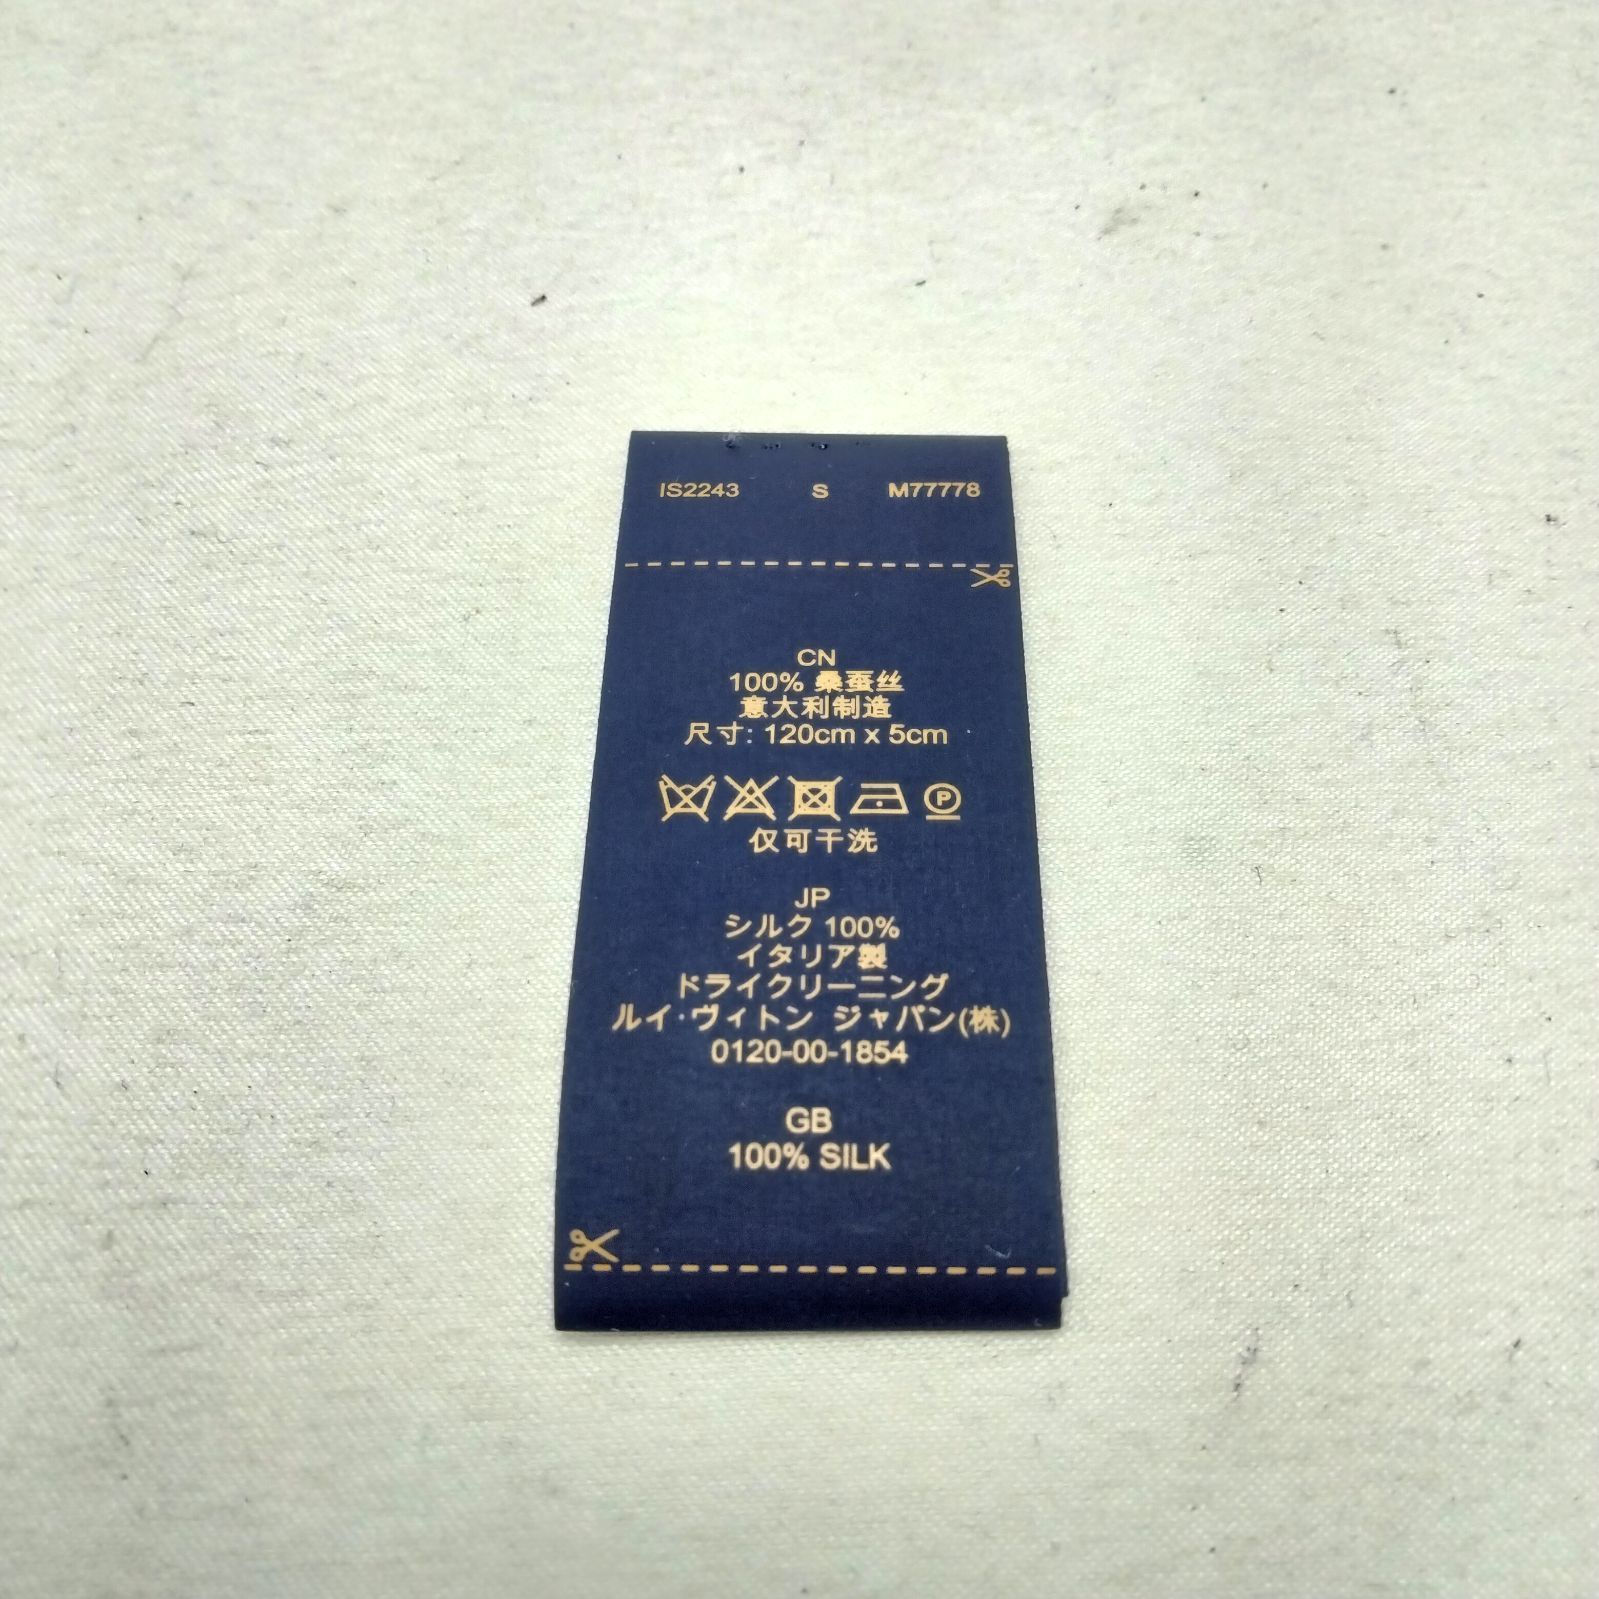 IS2243 S M77778
CN
100% 桑蚕丝
意大利制造
尺寸: 120cm x 5cm
P
仅可干洗
JP
シルク 100%
イタリア製
ドライクリーニング
ルイ·ヴィトン ジャパン(株)
0120-00-1854
GB
100% SILK